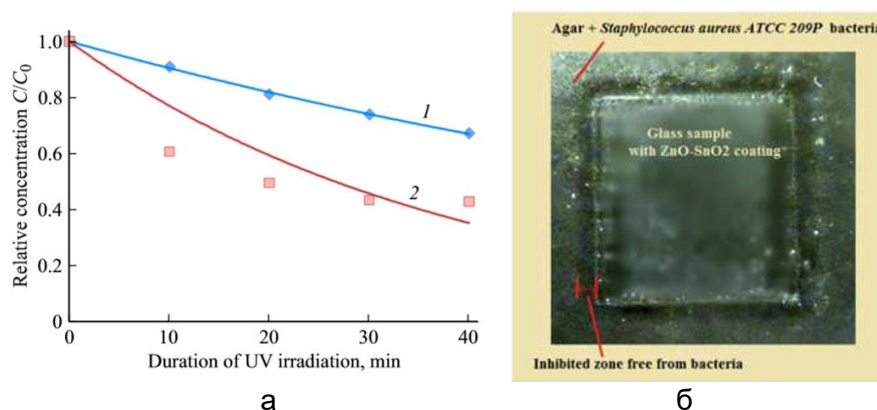 Relative concentration C/C0
1.0
0.8
0.6
0.4
0.2
0
0
10
20
30
40
1
2
Duration of UV irradiation, min
а
Agar + Staphylococcus aureus ATCC 209P bacteria
Glass sample
with ZnO-SnO2 coating
Inhibited zone free from bacteria
б